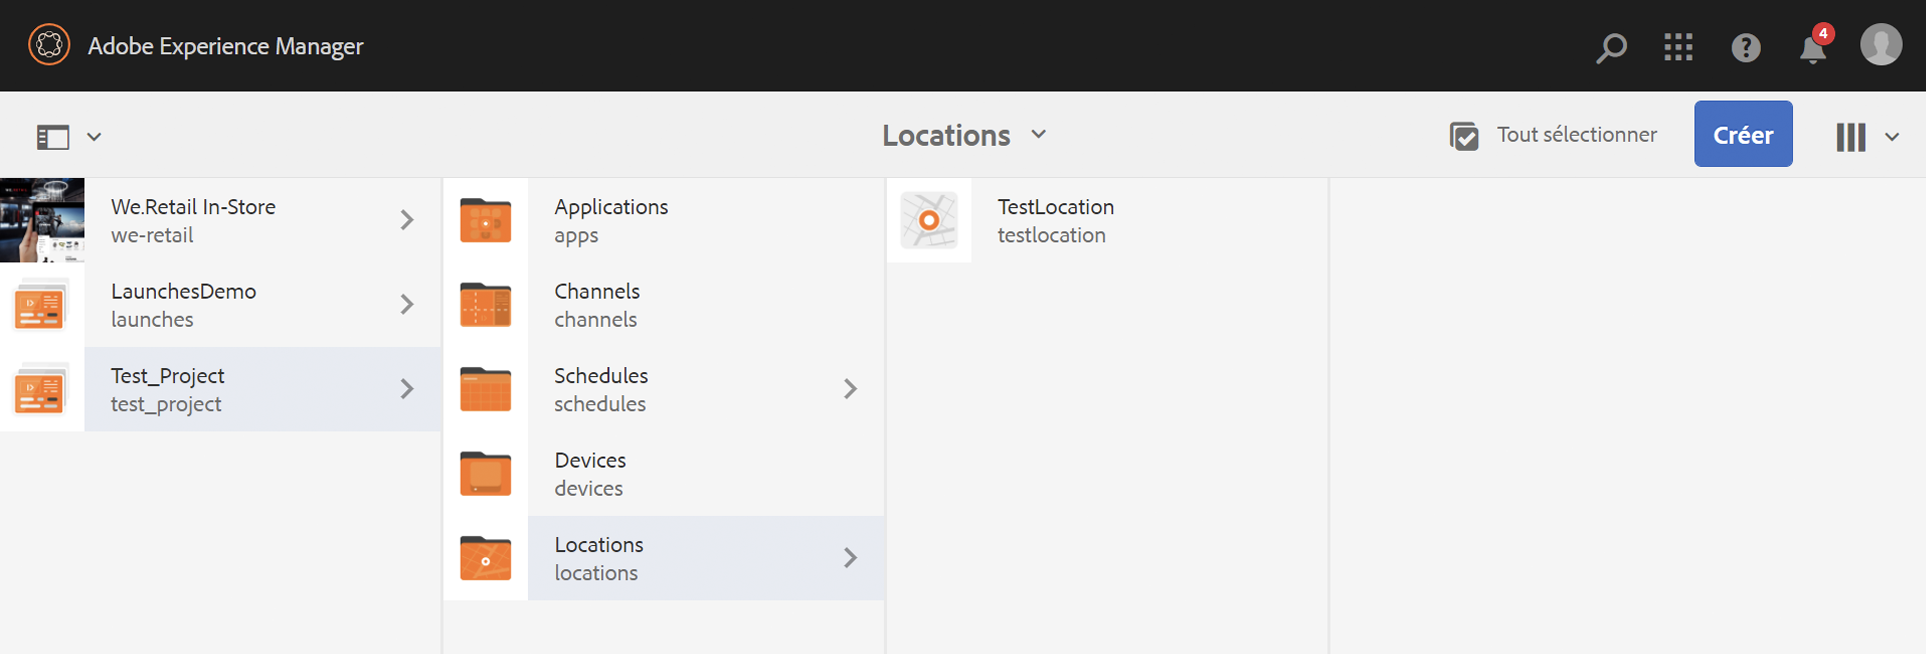 Adobe Experience Manager
4
Locations
Tout sélectionner
Créer
We.Retail In-Store
we-retail
LaunchesDemo
launches
Test_Project
test_project
Applications
apps
Channels
channels
Schedules
schedules
Devices
devices
Locations
locations
TestLocation
testlocation